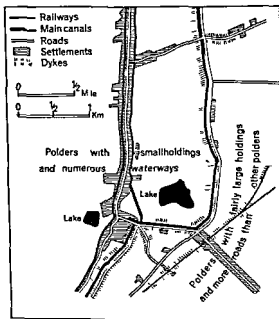 Railways
Main canals
Roads
Settlements
Dykes
0 ½
Mile
0 ½ 1
Km
Polders with smallholdings
and numerous waterways
Lake
Lake
Polders with fairly large holdings
and more roads than other polders